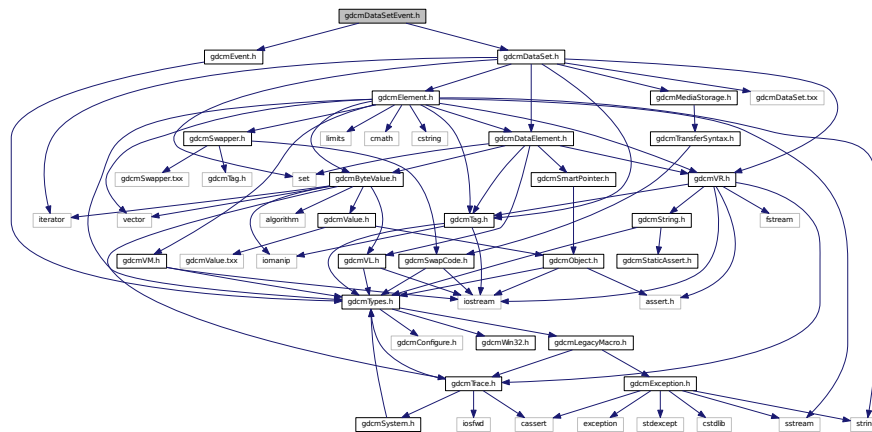 gdcmDataSetEvent.h
gdcmEvent.h
gdcmDataSet.h
gdcmElement.h
gdcmMediaStorage.h
gdcmDataSet.txx
gdcmSwapper.h
limits
cmath
cstring
gdcmDataElement.h
gdcmTransferSyntax.h
gdcmSwapper.txx
gdcmTag.h
set
gdcmByteValue.h
gdcmSmartPointer.h
gdcmVR.h
iterator
vector
algorithm
gdcmValue.h
gdcmTag.h
gdcmString.h
fstream
gdcmVM.h
gdcmValue.txx
iomanip
gdcmVL.h
gdcmSwapCode.h
gdcmObject.h
gdcmStaticAssert.h
gdcmTypes.h
iostream
assert.h
gdcmConfigure.h
gdcmWin32.h
gdcmLegacyMacro.h
gdcmTrace.h
gdcmException.h
gdcmSystem.h
iosfwd
cassert
exception
stdexcept
cstdlib
sstream